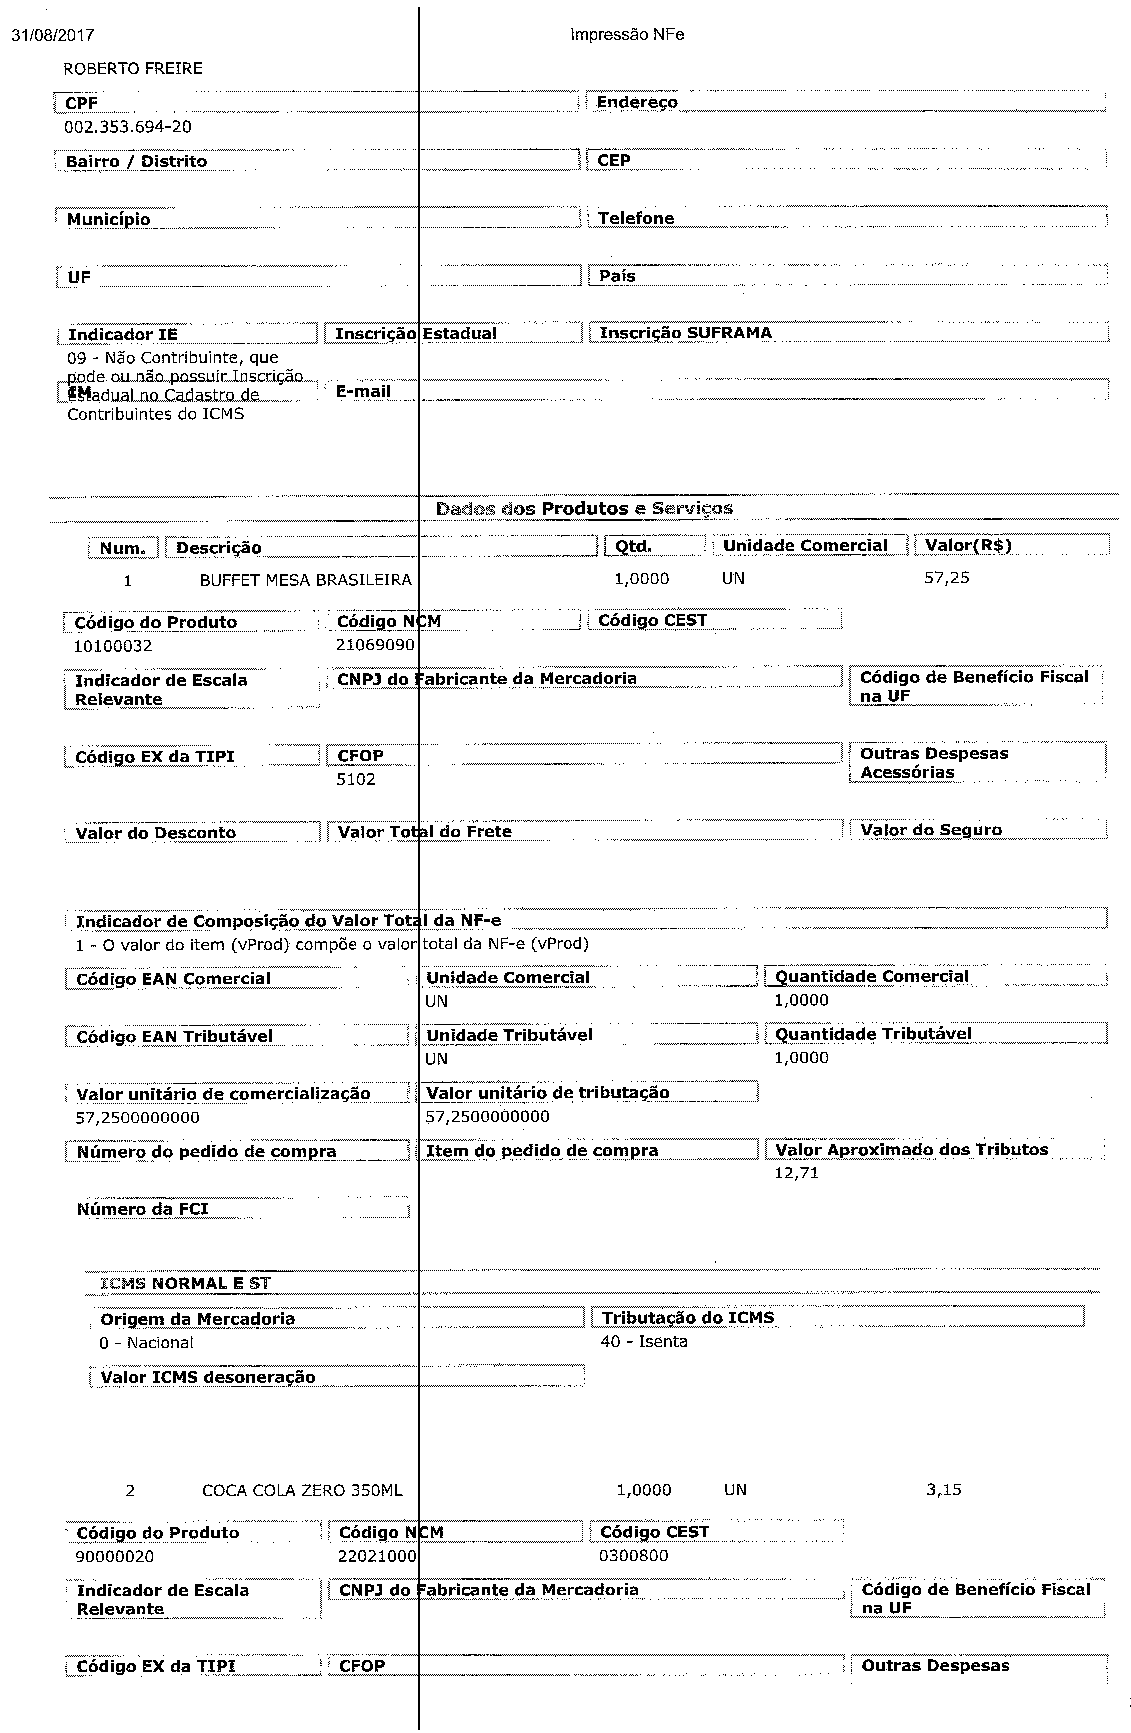 31/08/2017 Impressão NFe
ROBERTO FREIRE
CPF Endereço
002.353.694-20
Bairro / Distrito CEP
Município Telefone
UF País
Indicador IE Inscrição Estadual Inscrição SUFRAMA
09 - Não Contribuinte, que
pode ou não possuir Inscrição
IM E-mail
Estadual no Cadastro de
Contribuintes do ICMS
Dados dos Produtos e Serviços
Num. Descrição Qtd. Unidade Comercial Valor(R$)
1 BUFFET MESA BRASILEIRA 1,0000 UN 57,25
Código do Produto Código NCM Código CEST
10100032 21069090
Indicador de Escala CNPJ do Fabricante da Mercadoria Código de Benefício Fiscal
Relevante na UF
Código EX da TIPI CFOP Outras Despesas
5102 Acessórias
Valor do Desconto Valor Total do Frete Valor do Seguro
Indicador de Composição do Valor Total da NF-e
1 - O valor do item (vProd) compõe o valor total da NF-e (vProd)
Código EAN Comercial Unidade Comercial Quantidade Comercial
UN 1,0000
Código EAN Tributável Unidade Tributável Quantidade Tributável
UN 1,0000
Valor unitário de comercialização Valor unitário de tributação
57,2500000000 57,2500000000
Número do pedido de compra Item do pedido de compra Valor Aproximado dos Tributos
12,71
Número da FCI
ICMS NORMAL E ST
Origem da Mercadoria Tributação do ICMS
0 - Nacional 40 - Isenta
Valor ICMS desoneração
2 COCA COLA ZERO 350ML 1,0000 UN 3,15
Código do Produto Código NCM Código CEST
90000020 22021000 0300800
Indicador de Escala CNPJ do Fabricante da Mercadoria Código de Benefício Fiscal
Relevante na UF
Código EX da TIPI CFOP Outras Despesas